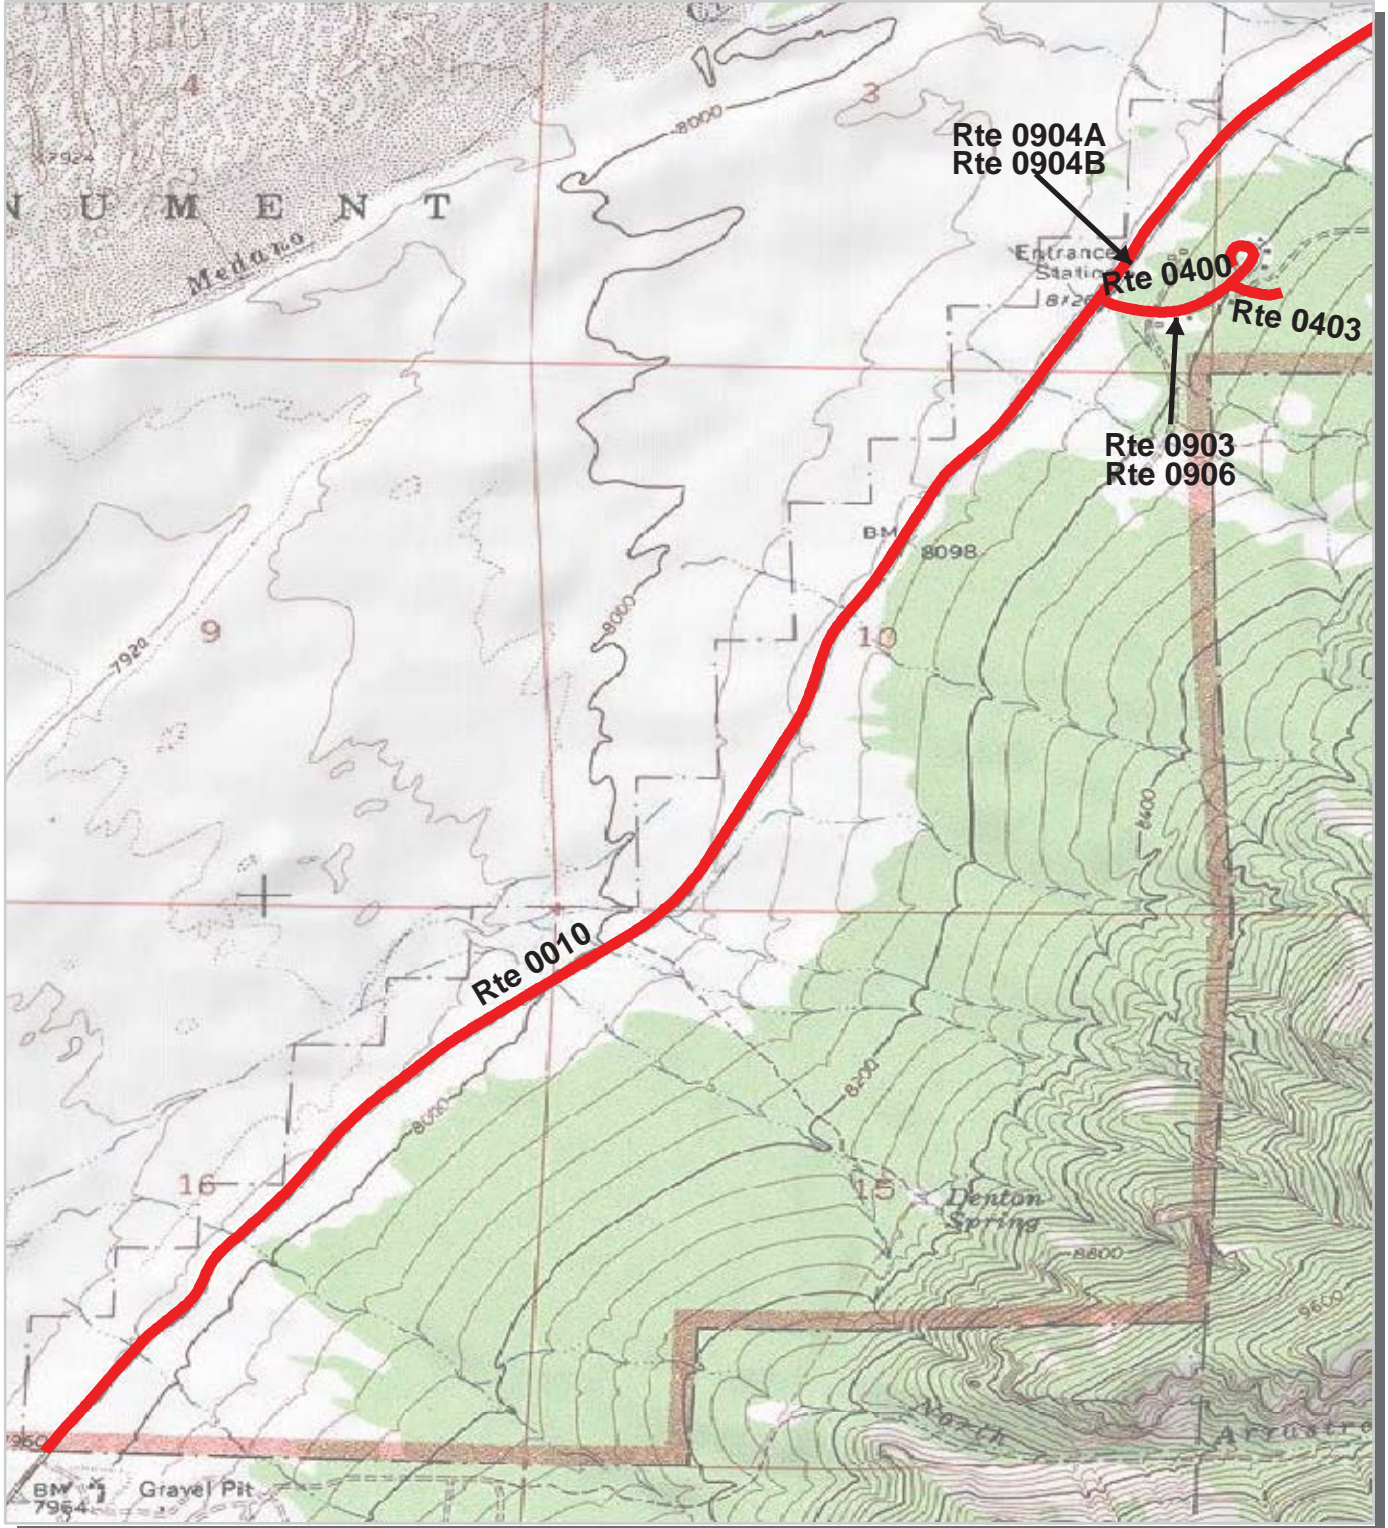 4
3
8000
Rte 0904A
Rte 0904B
7924
NUMENT
Medano
Entrance
Station
Rte 0400
Rte 0403
Rte 0903
Rte 0906
BM
8098
8000
9
7920
10
8400
Rte 0010
8200
8000
16
15
Denton
Spring
8800
9600
North
Arrastre
BM
7964
Gravel Pit